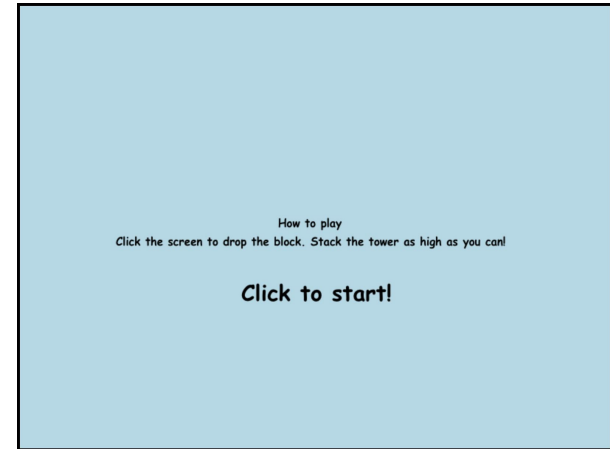 How to play
Click the screen to drop the block. Stack the tower as high as you can!
Click to start!